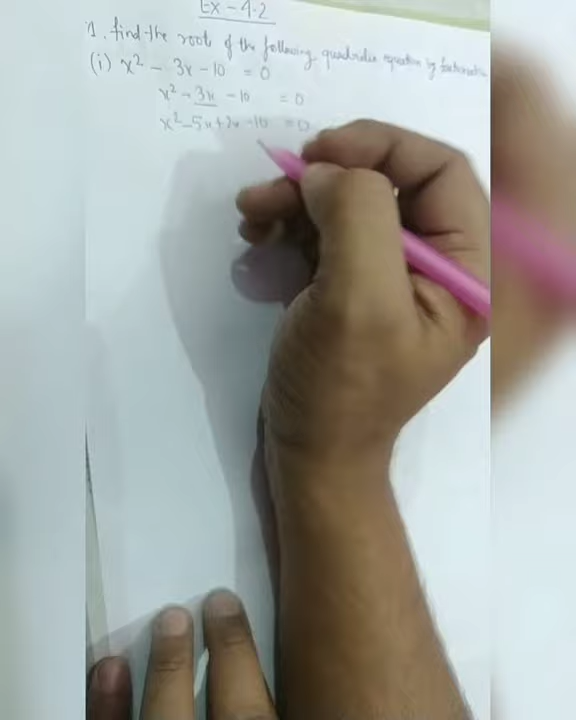 Ex - 4.2
1. find the roots of the following quadratic equation by factorisation
(i) x² - 3x - 10 = 0
x² - 3x - 10 = 0
x² - 5x + 2x - 10 = 0